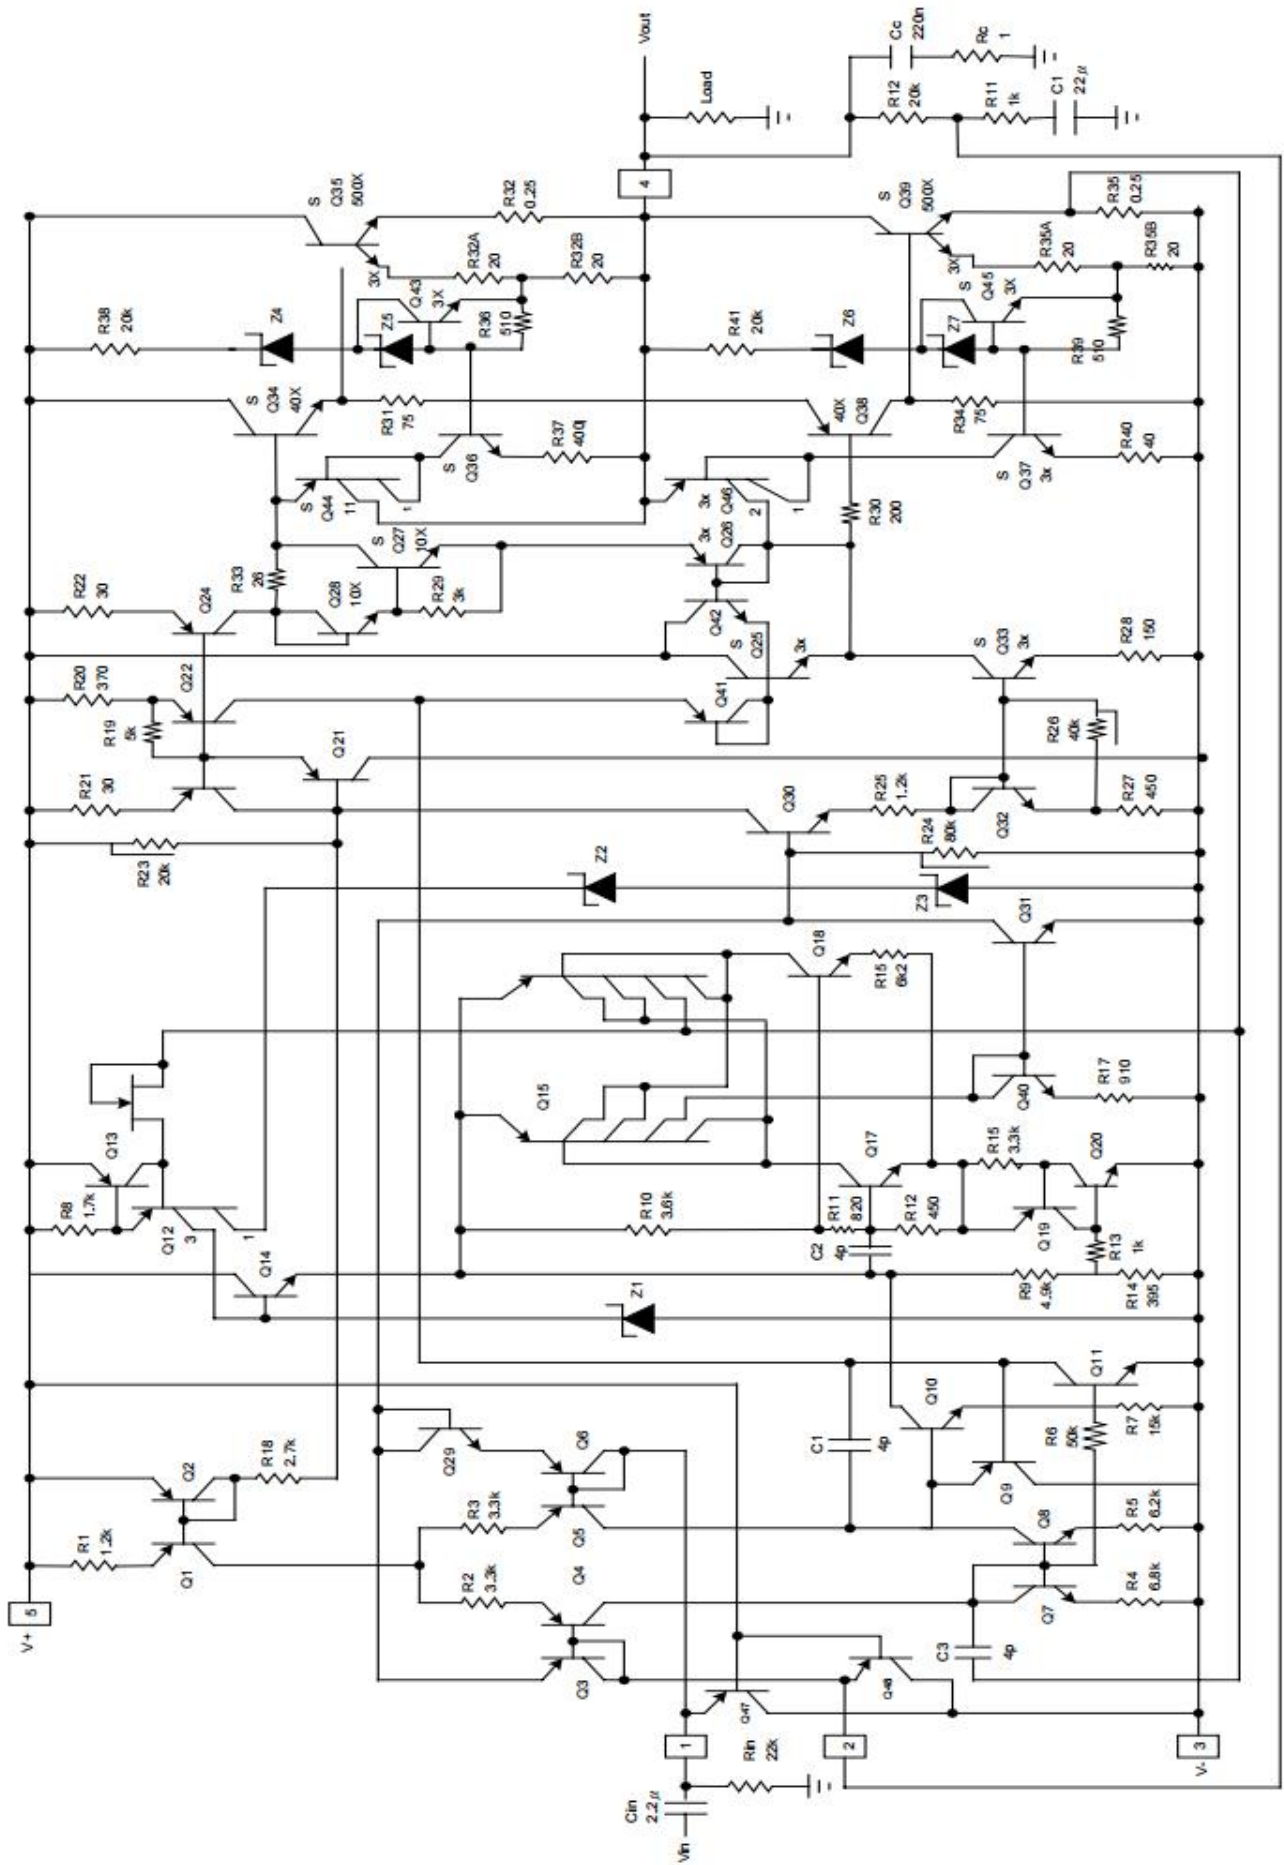 V+
5
R1
1.2k
Q1
Q2
R18
2.7k
R2
3.3k
R3
3.3k
Q29
Q6
Q5
Q4
Q3
Cin
2.2µ
Vin
Rin
22k
1
Q47
2
Q48
C3
4p
Q7
Q8
R4
6.8k
R5
6.2k
Q9
R6
50k
R7
15k
Q10
Q11
C1
4p
V-
3
R8
1.7k
Q13
Q12
3
1
Q14
Z1
R10
3.6k
R11
820
C2
4p
R12
450
Q17
R9
4.9k
R14
395
R13
1k
Q19
R15
3.3k
Q20
Q15
Q18
R15
6k2
Q40
R17
910
Q31
Z2
Z3
R23
20k
R21
30
R19
5k
R20
370
Q22
Q21
R22
30
Q24
R33
26
Q28
10X
R29
3k
S
Q27
10X
Q30
R25
1.2k
R24
80k
Q32
R27
450
R26
40k
Q41
S
Q25
3x
Q42
3x
Q26
S
Q33
3x
R28
150
R30
200
S
Q44
11
1
3x
Q46
2
1
S
Q34
40X
R31
75
S
Q36
R37
400j
40X
Q38
R34
75
S
Q37
3x
R40
40
R38
20k
Z4
Z5
Q43
3X
R36
510
R41
20k
Z6
Z7
S
Q45
3X
R39
510
S
Q35
500X
3X
R32A
20
R32B
20
R32
0.25
4
S
Q39
500X
3X
R35A
20
R35B
20
R35
0.25
Vout
Load
Cc
220n
Rc
1
R12
20k
R11
1k
C1
22µ